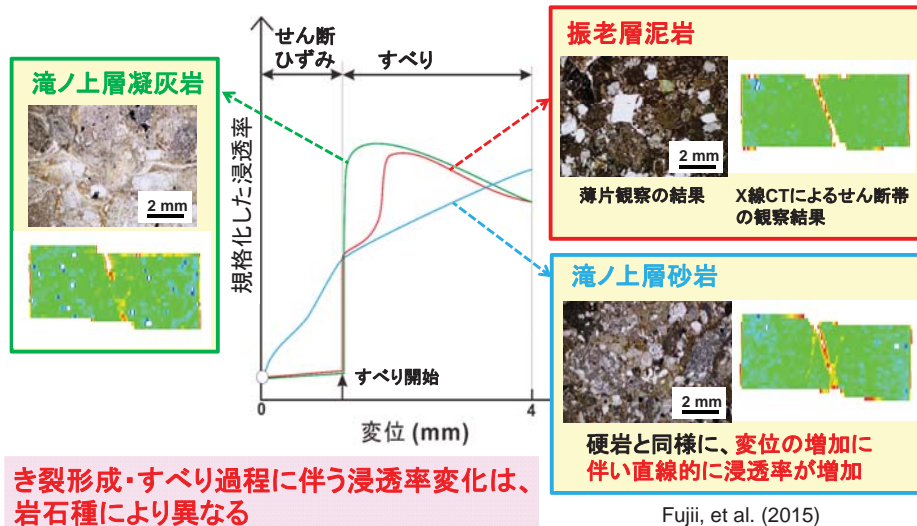 滝ノ上層凝灰岩
2 mm
せん断
ひずみ
すべり
規格化した浸透率
すべり開始
0
4
変位 (mm)
振老層泥岩
2 mm
薄片観察の結果
X線CTによるせん断帯
の観察結果
滝ノ上層砂岩
2 mm
硬岩と同様に、変位の増加に
伴い直線的に浸透率が増加
き裂形成・すべり過程に伴う浸透率変化は、
岩石種により異なる
Fujii, et al. (2015)